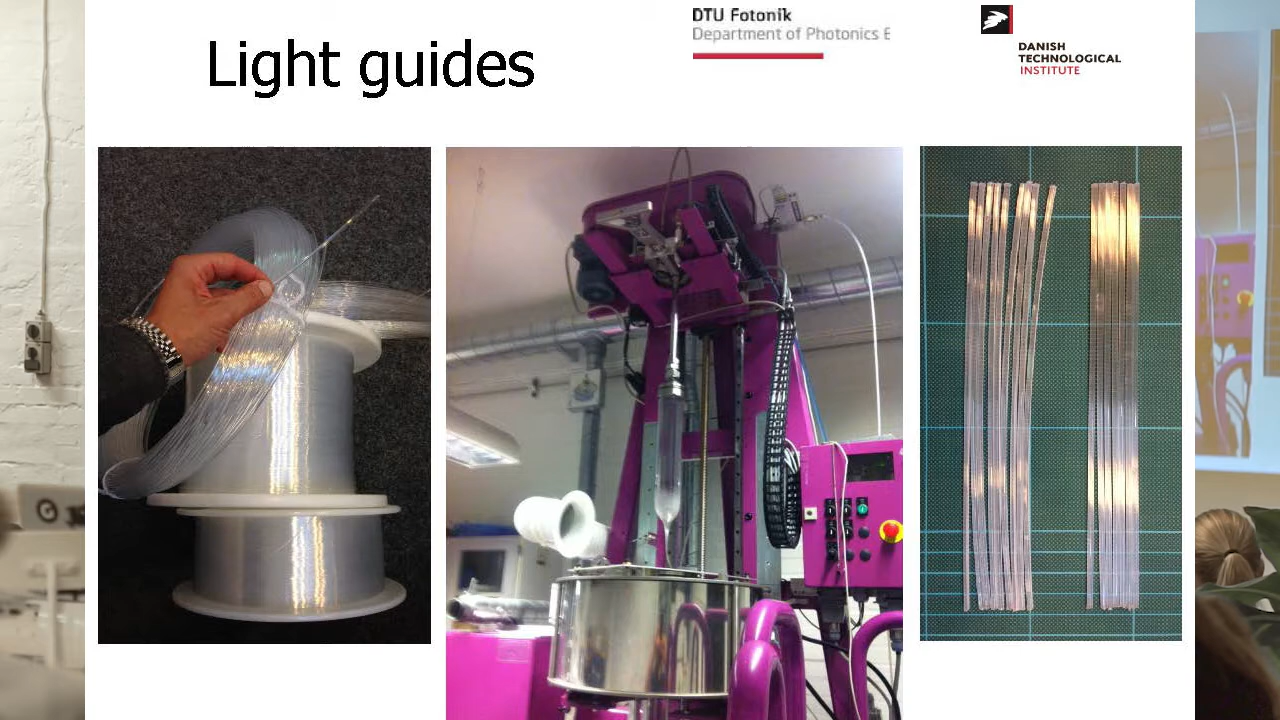 Light guides
DTU Fotonik
Department of Photonics E
DANISH
TECHNOLOGICAL
INSTITUTE